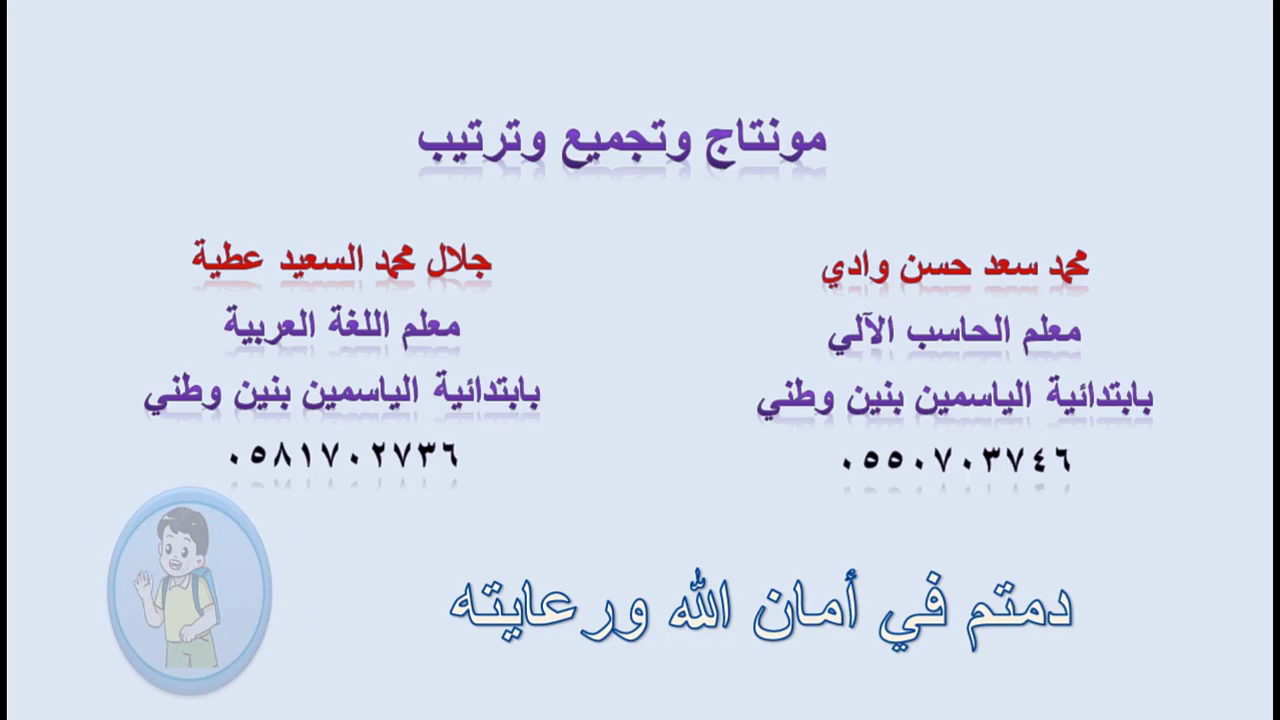 مونتاج وتجميع وترتيب
محمد سعد حسن وادي
معلم الحاسب الآلي
بابتدائية الياسمين بنين وطني
٠٥٥٠٧٠٣٧٤٦
جلال محمد السعيد عطية
معلم اللغة العربية
بابتدائية الياسمين بنين وطني
٠٥٨١٧٠٢٧٣٦
دمتم في أمان الله ورعايته